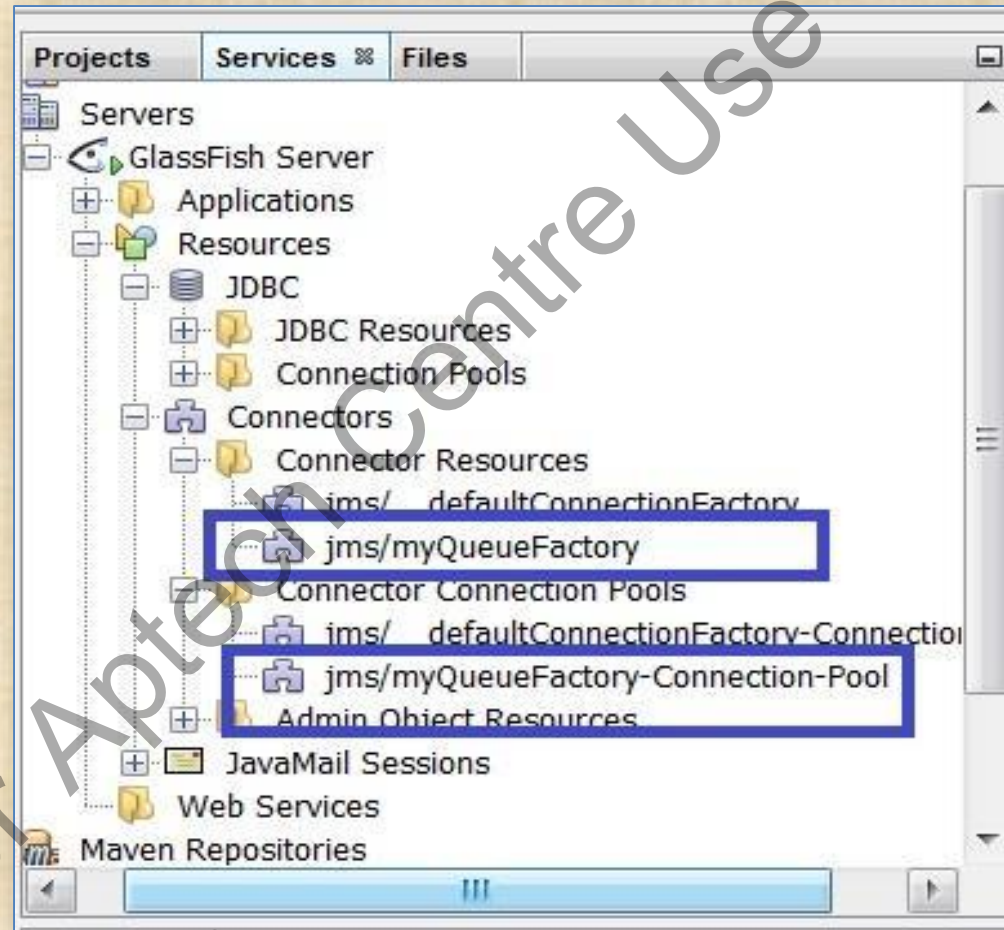 Projects Services Files
Servers
GlassFish Server
Applications
Resources
JDBC
JDBC Resources
Connection Pools
Connectors
Connector Resources
jms/__defaultConnectionFactory
jms/myQueueFactory
Connector Connection Pools
jms/__defaultConnectionFactory-Connection
jms/myQueueFactory-Connection-Pool
Admin Object Resources
JavaMail Sessions
Web Services
Maven Repositories
Aptech Centre Use